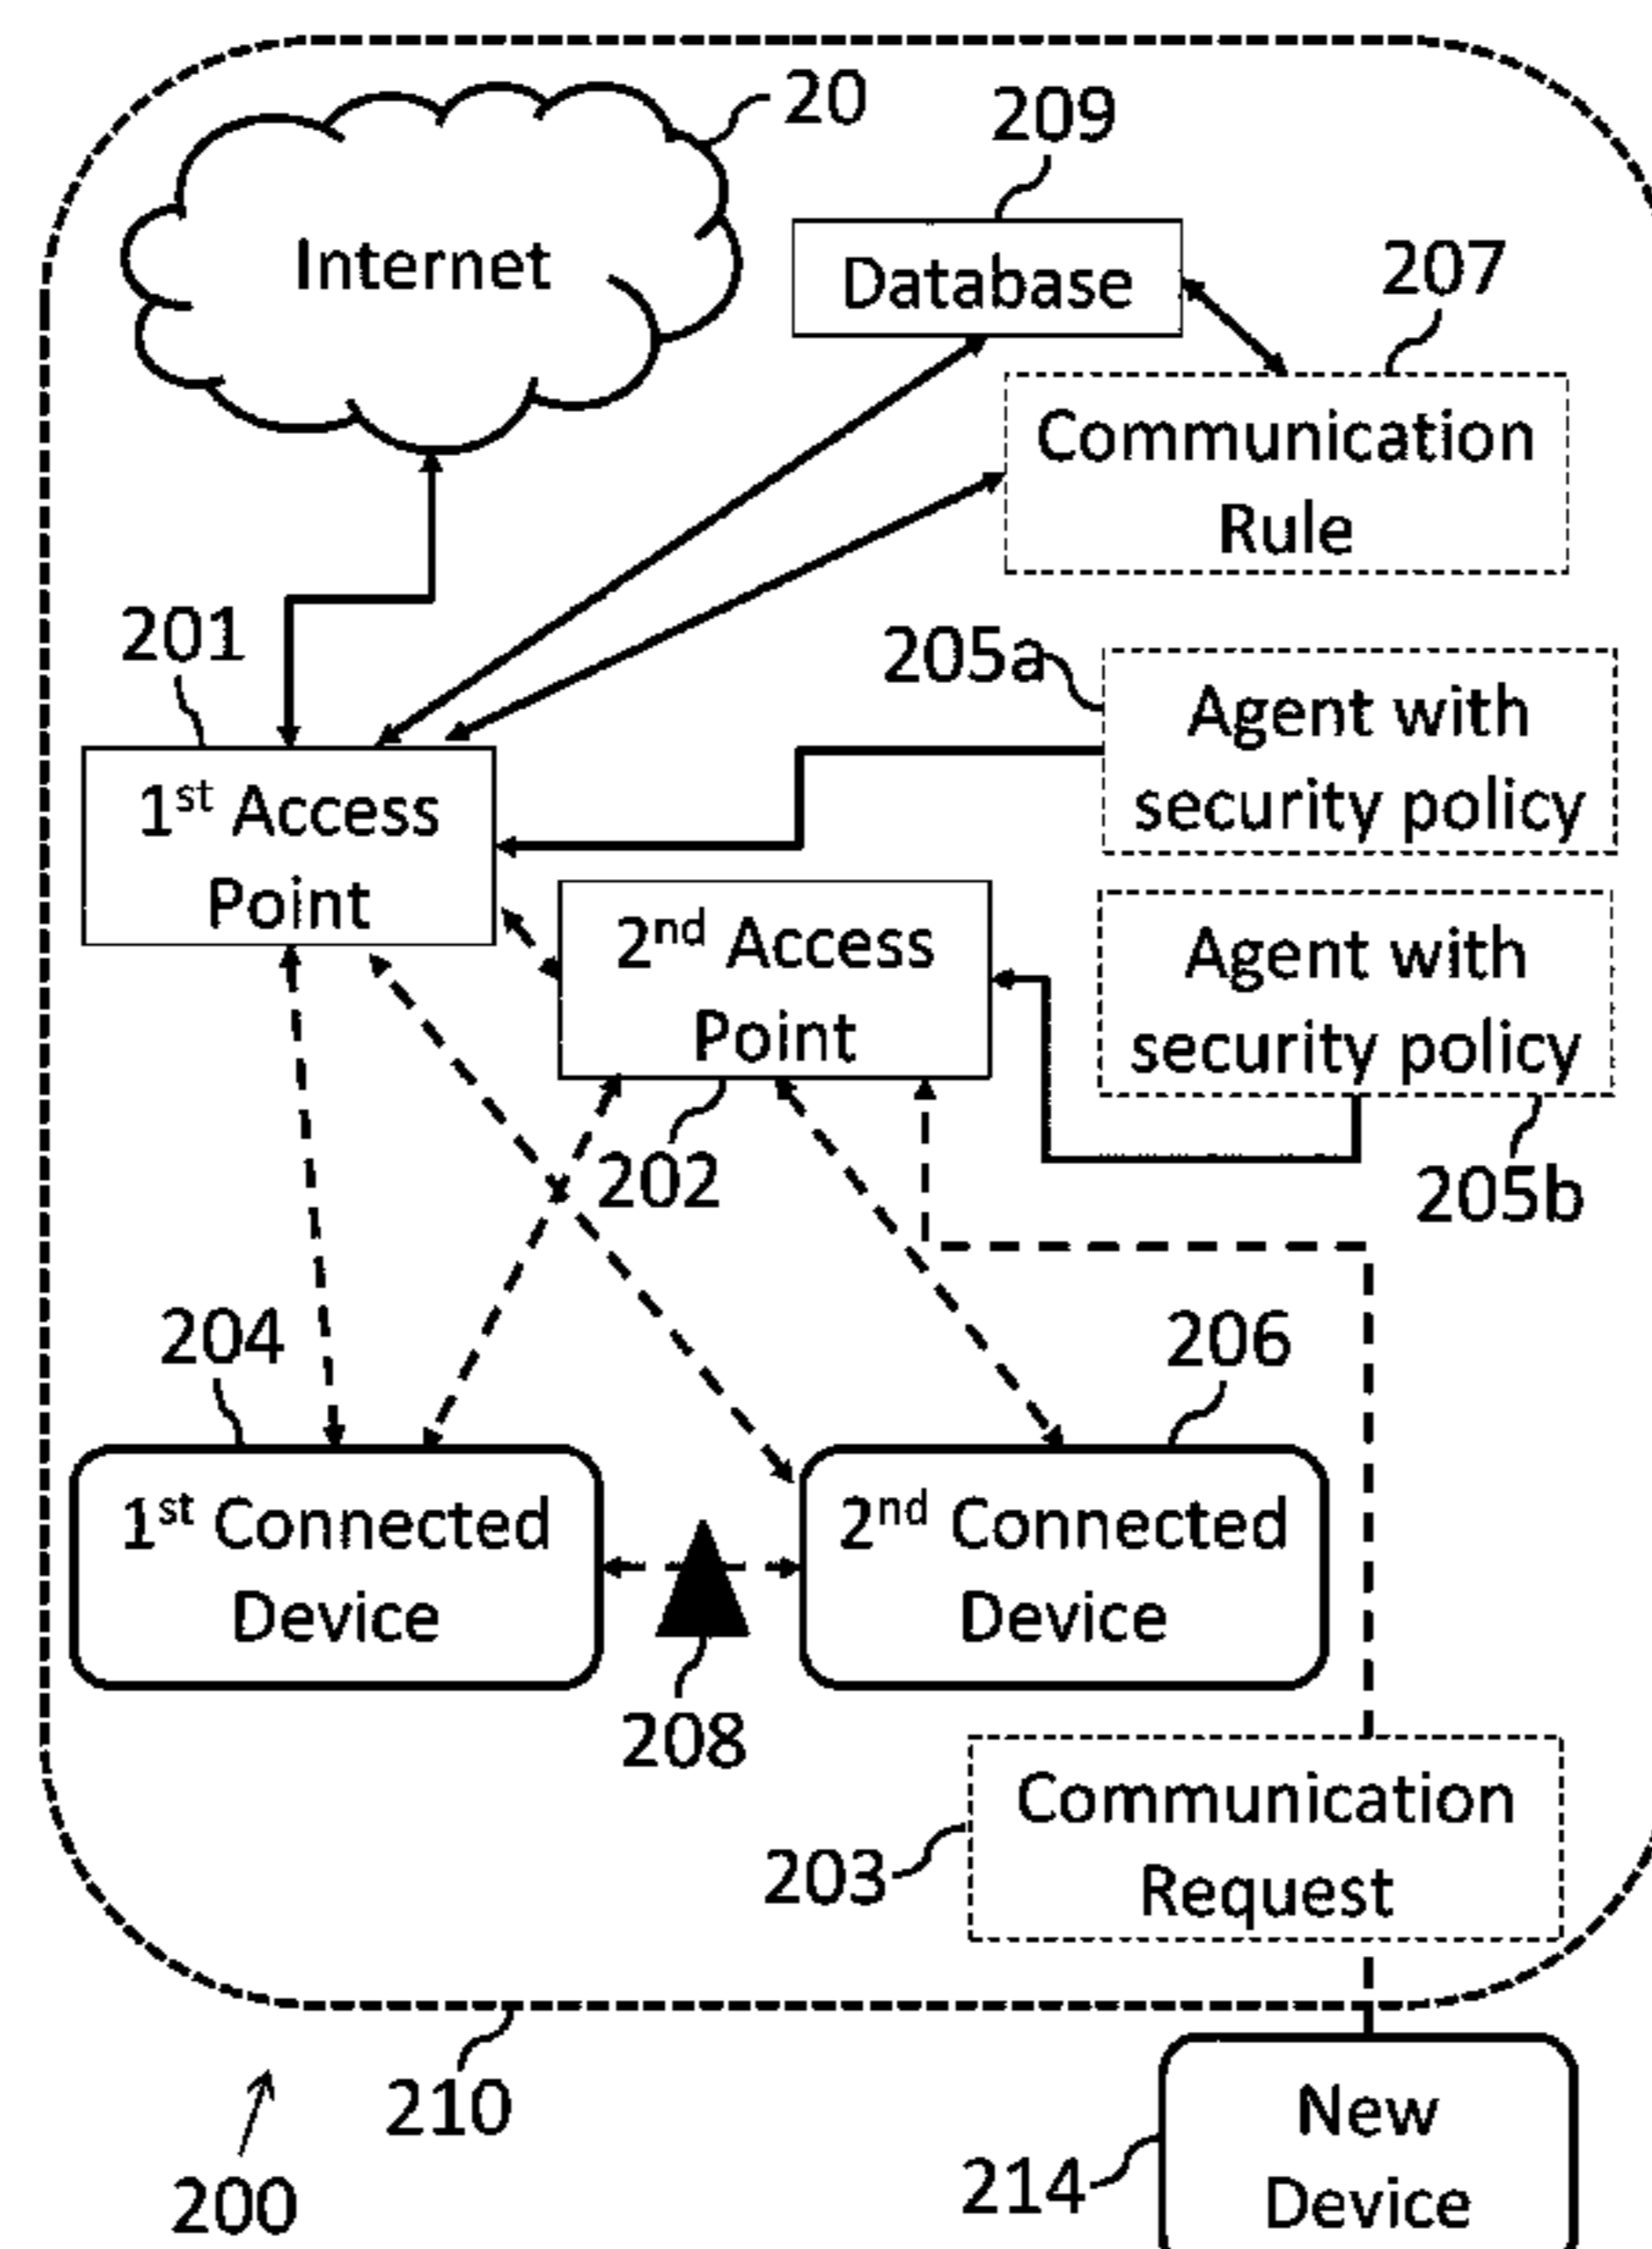 20
209
Internet
Database
207
Communication
Rule
201
205a
Agent with
security policy
1st Access
Point
2nd Access
Point
Agent with
security policy
202
205b
204
206
1st Connected
Device
2nd Connected
Device
208
Communication
Request
203
210
200
New
Device
214